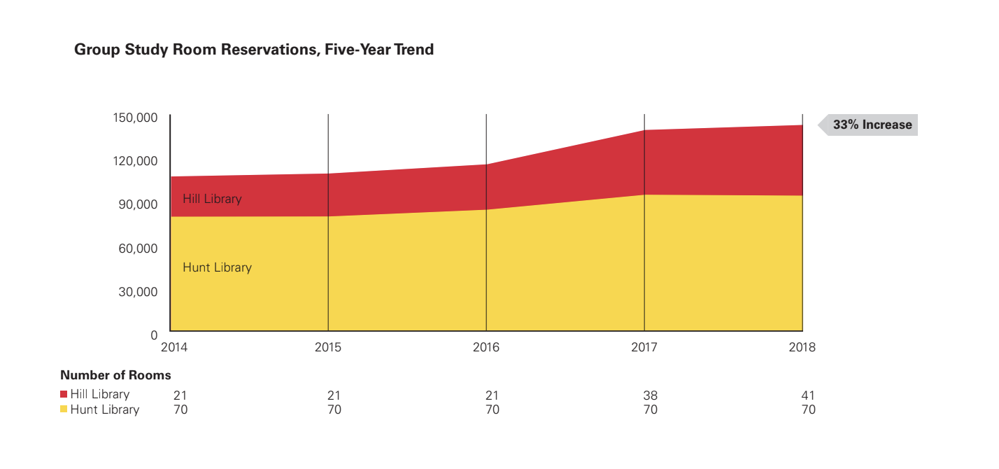 Group Study Room Reservations, Five-Year Trend
150,000
33% Increase
120,000
Hill Library
90,000
60,000
Hunt Library
30,000
0
2014 2015 2016 2017 2018
Number of Rooms
Hill Library 21 21 21 38 41
Hunt Library 70 70 70 70 70